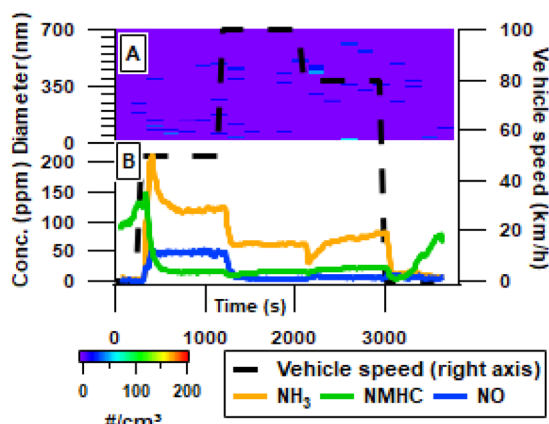 700
350
0
Diameter (nm)
A
100
80
60
40
20
0
Vehicle speed (km/h)
200
150
100
50
0
Conc. (ppm)
B
Time (s)
0 1000 2000 3000
0 100 200
#/cm³
Vehicle speed (right axis)
NH₃ NMHC NO